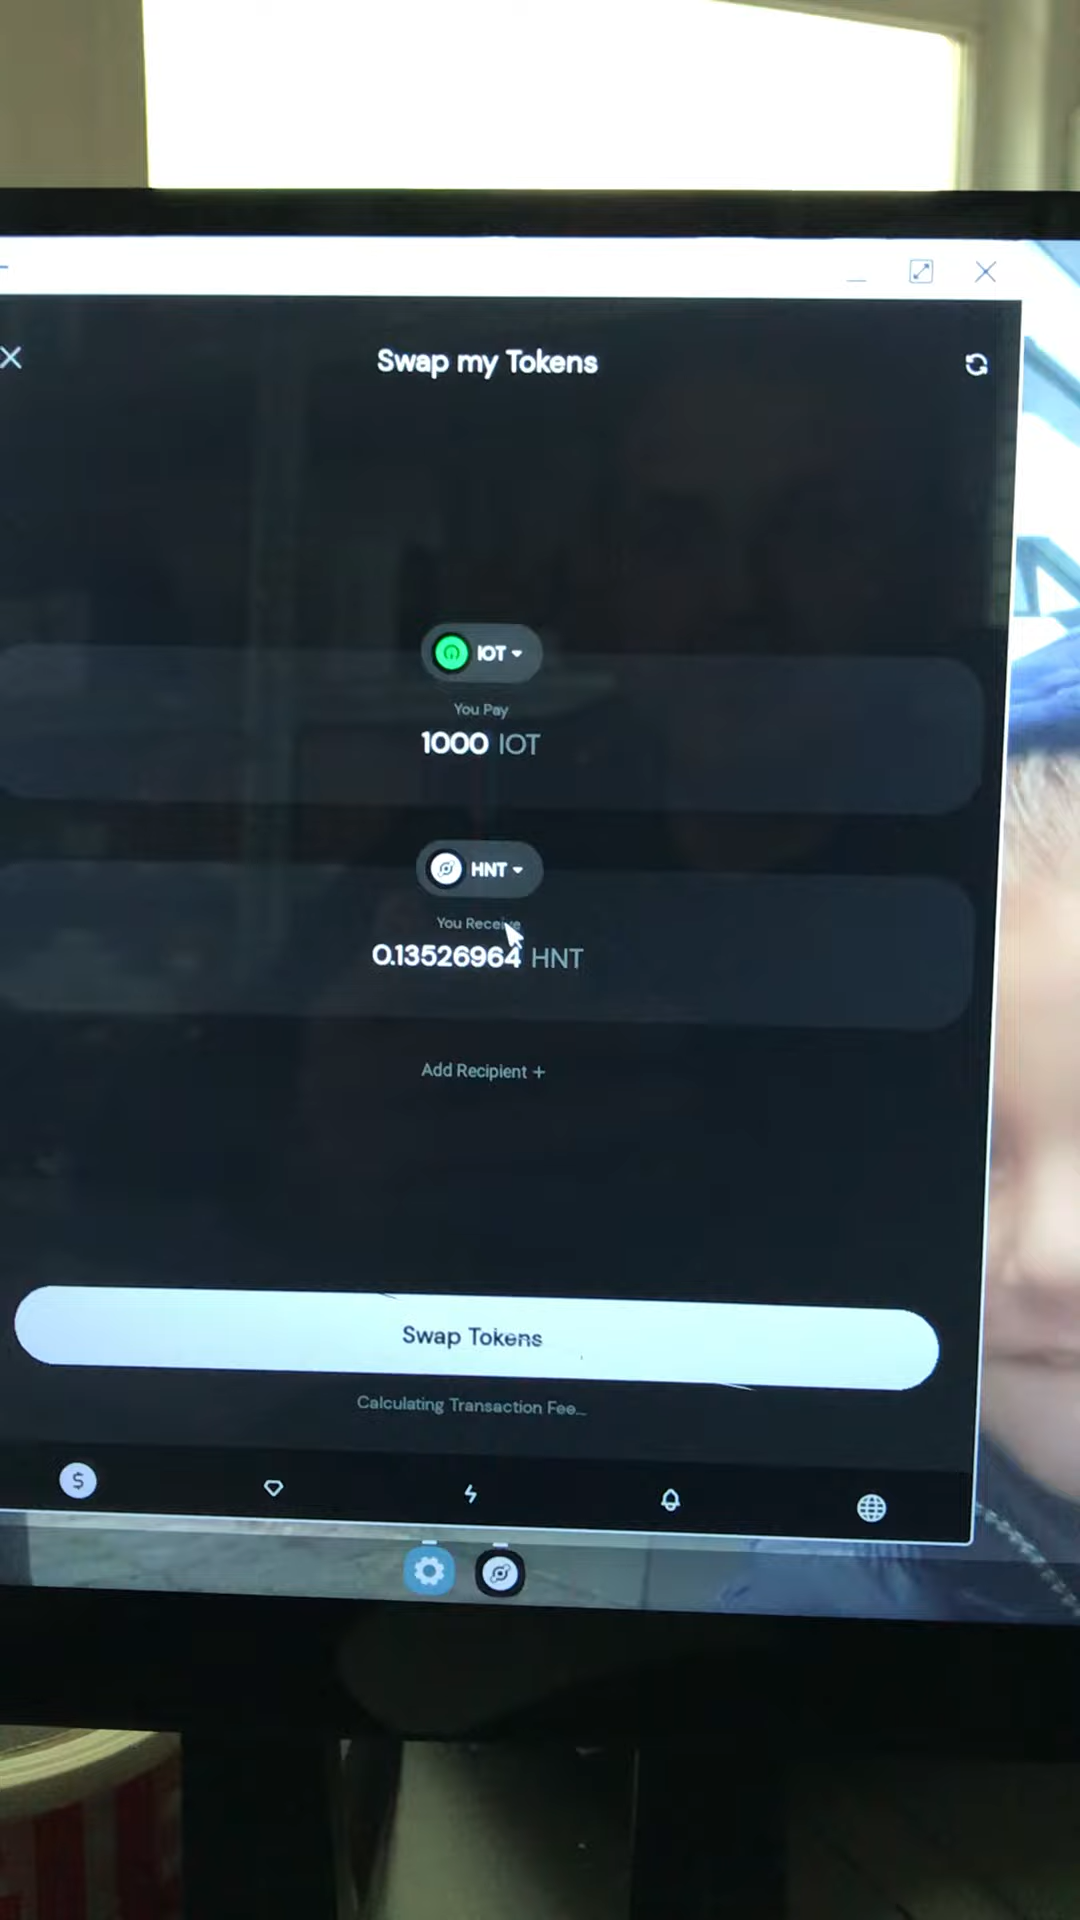 Swap my Tokens
IOT
You Pay
1000 IOT
HNT
You Receive
0.13526964 HNT
Add Recipient +
Swap Tokens
Calculating Transaction Fee...
$